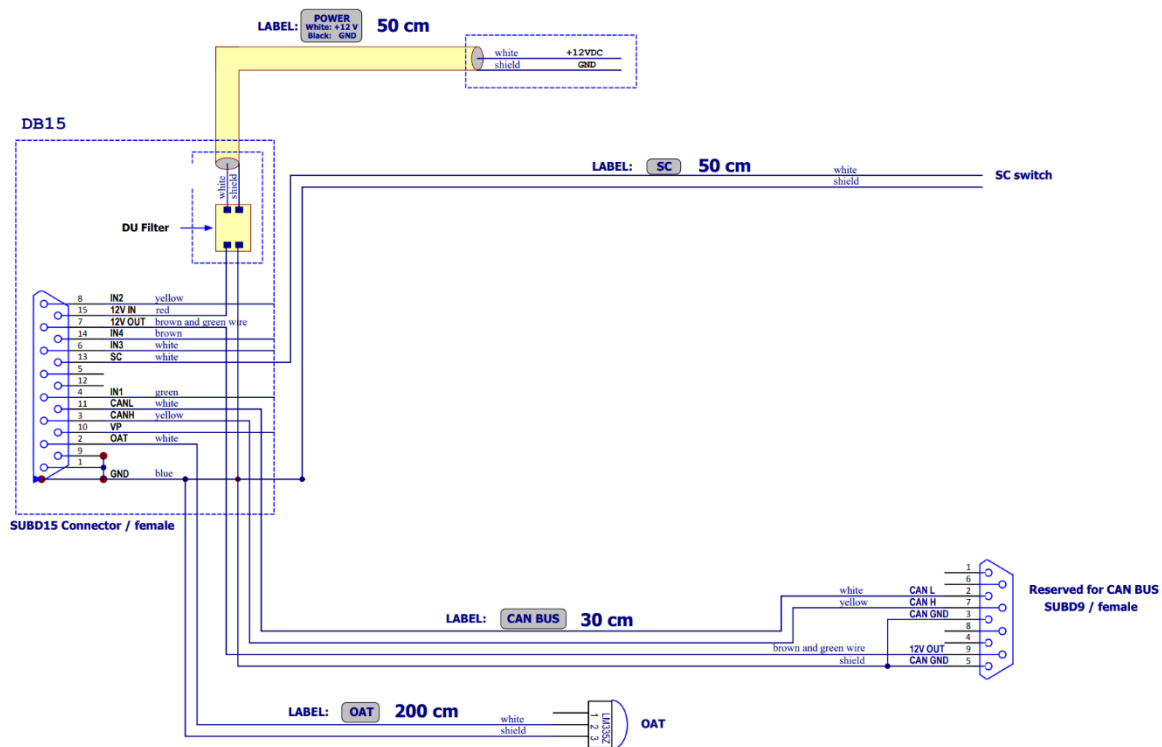 LABEL: POWER 50 cm
White: +12 V
Black: GND
white +12VDC
shield GND
DB15
white
shield
DU Filter
LABEL: SC 50 cm
white
shield
SC switch
8 IN2 yellow
15 12V IN red
7 12V OUT brown and green wire
14 IN4 brown
6 IN3 white
13 SC white
5
12
4 IN1 green
11 CANL white
3 CANH yellow
10 VP
2 OAT white
9
1
GND blue
SUBD15 Connector / female
LABEL: CAN BUS 30 cm
1
6
white CAN L 2
yellow CAN H 7
CAN GND 3
8
4
brown and green wire 12V OUT 9
shield CAN GND 5
Reserved for CAN BUS
SUBD9 / female
LABEL: OAT 200 cm
white
shield
1
2
3
LM335Z
OAT